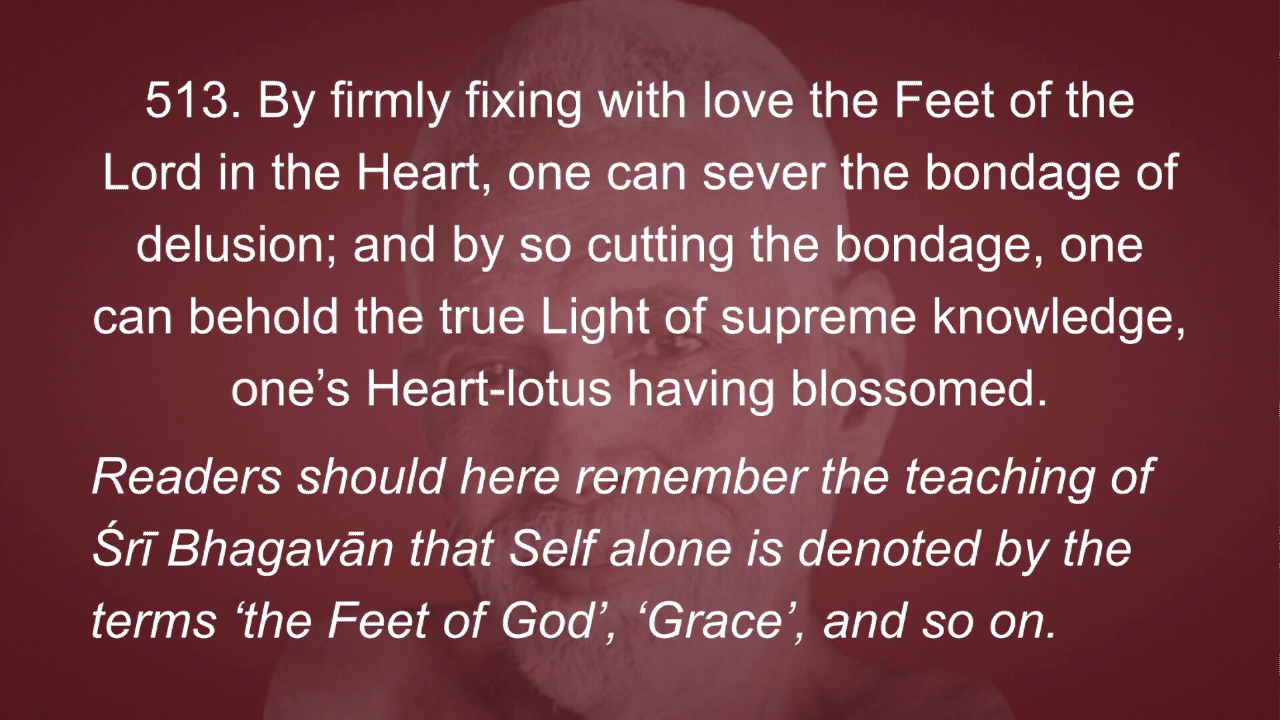 513. By firmly fixing with love the Feet of the
Lord in the Heart, one can sever the bondage of
delusion; and by so cutting the bondage, one
can behold the true Light of supreme knowledge,
one’s Heart-lotus having blossomed.
Readers should here remember the teaching of
Śrī Bhagavān that Self alone is denoted by the
terms ‘the Feet of God’, ‘Grace’, and so on.